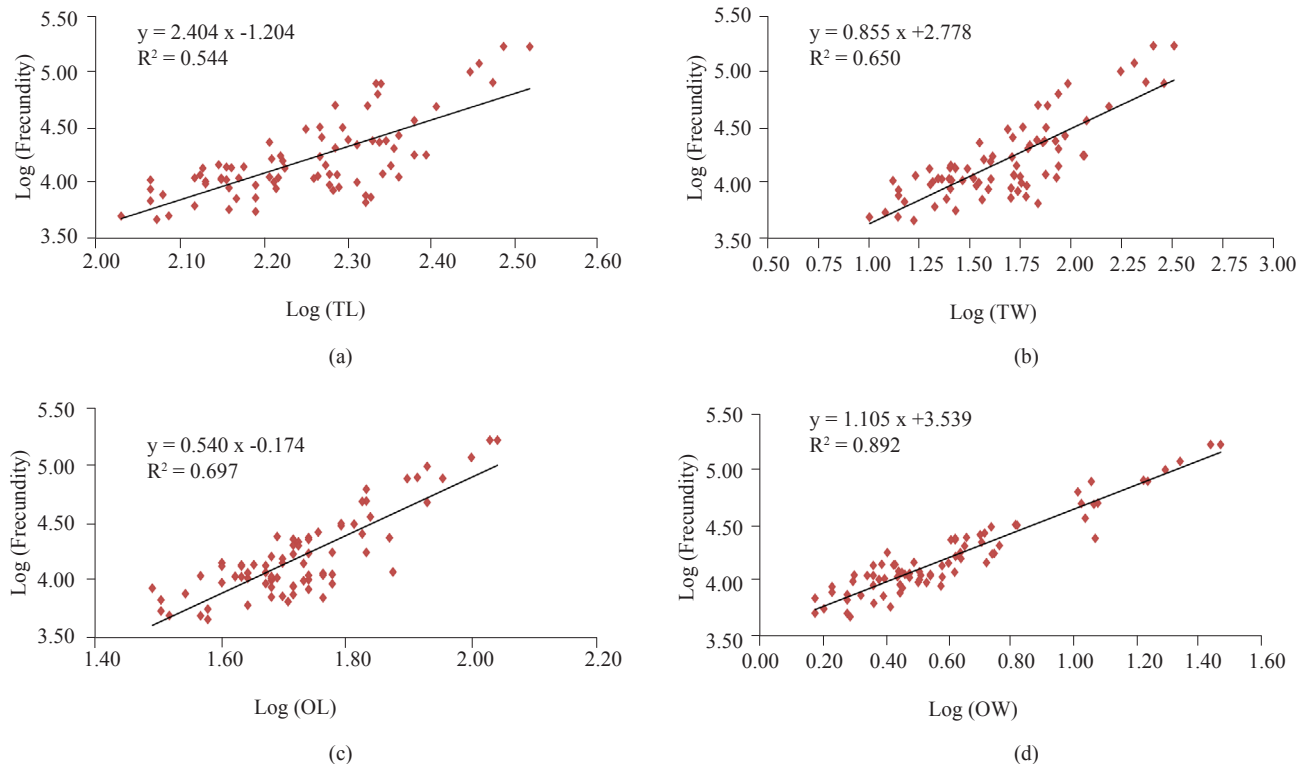 y = 2.404 x -1.204
R² = 0.544
Log (Frecundity)
5.50
5.00
4.50
4.00
3.50
2.00 2.10 2.20 2.30 2.40 2.50 2.60
Log (TL)
(a)
y = 0.855 x +2.778
R² = 0.650
Log (Frecundity)
5.50
5.00
4.50
4.00
3.50
0.50 0.75 1.00 1.25 1.50 1.75 2.00 2.25 2.50 2.75 3.00
Log (TW)
(b)
y = 0.540 x -0.174
R² = 0.697
Log (Frecundity)
5.50
5.00
4.50
4.00
3.50
1.40 1.60 1.80 2.00 2.20
Log (OL)
(c)
y = 1.105 x +3.539
R² = 0.892
Log (Frecundity)
5.50
5.00
4.50
4.00
3.50
0.00 0.20 0.40 0.60 0.80 1.00 1.20 1.40 1.60
Log (OW)
(d)